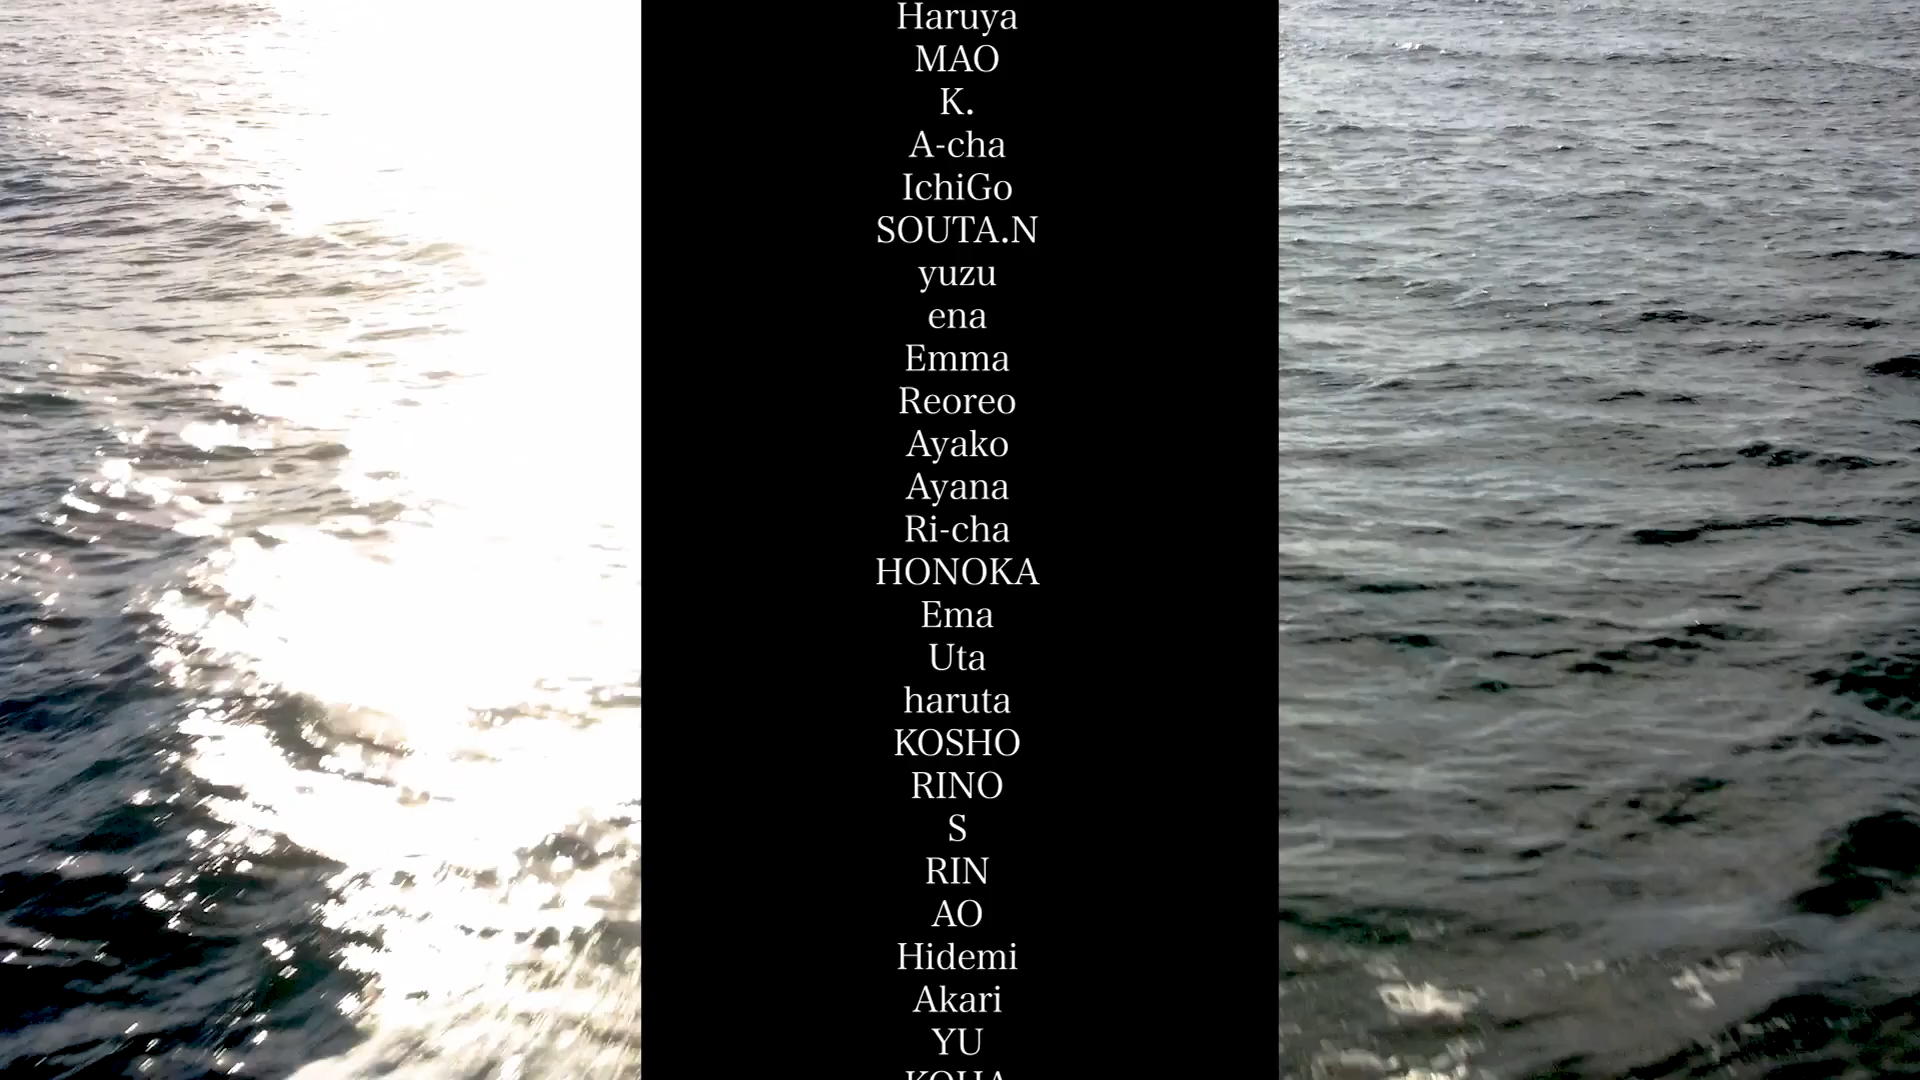 Haruya
MAO
K.
A-cha
IchiGo
SOUTA.N
yuzu
ena
Emma
Reoreo
Ayako
Ayana
Ri-cha
HONOKA
Ema
Uta
haruta
KOSHO
RINO
S
RIN
AO
Hidemi
Akari
YU